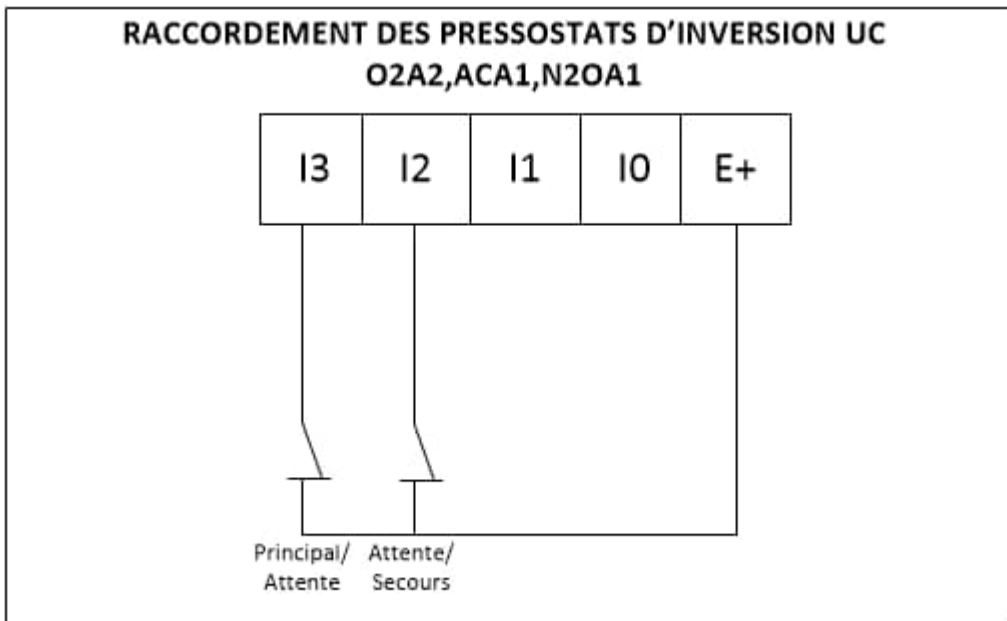 RACCORDEMENT DES PRESSOSTATS D'INVERSION UC
O2A2,ACA1,N2OA1
I3 I2 I1 I0 E+
Principal/ Attente/
Attente Secours